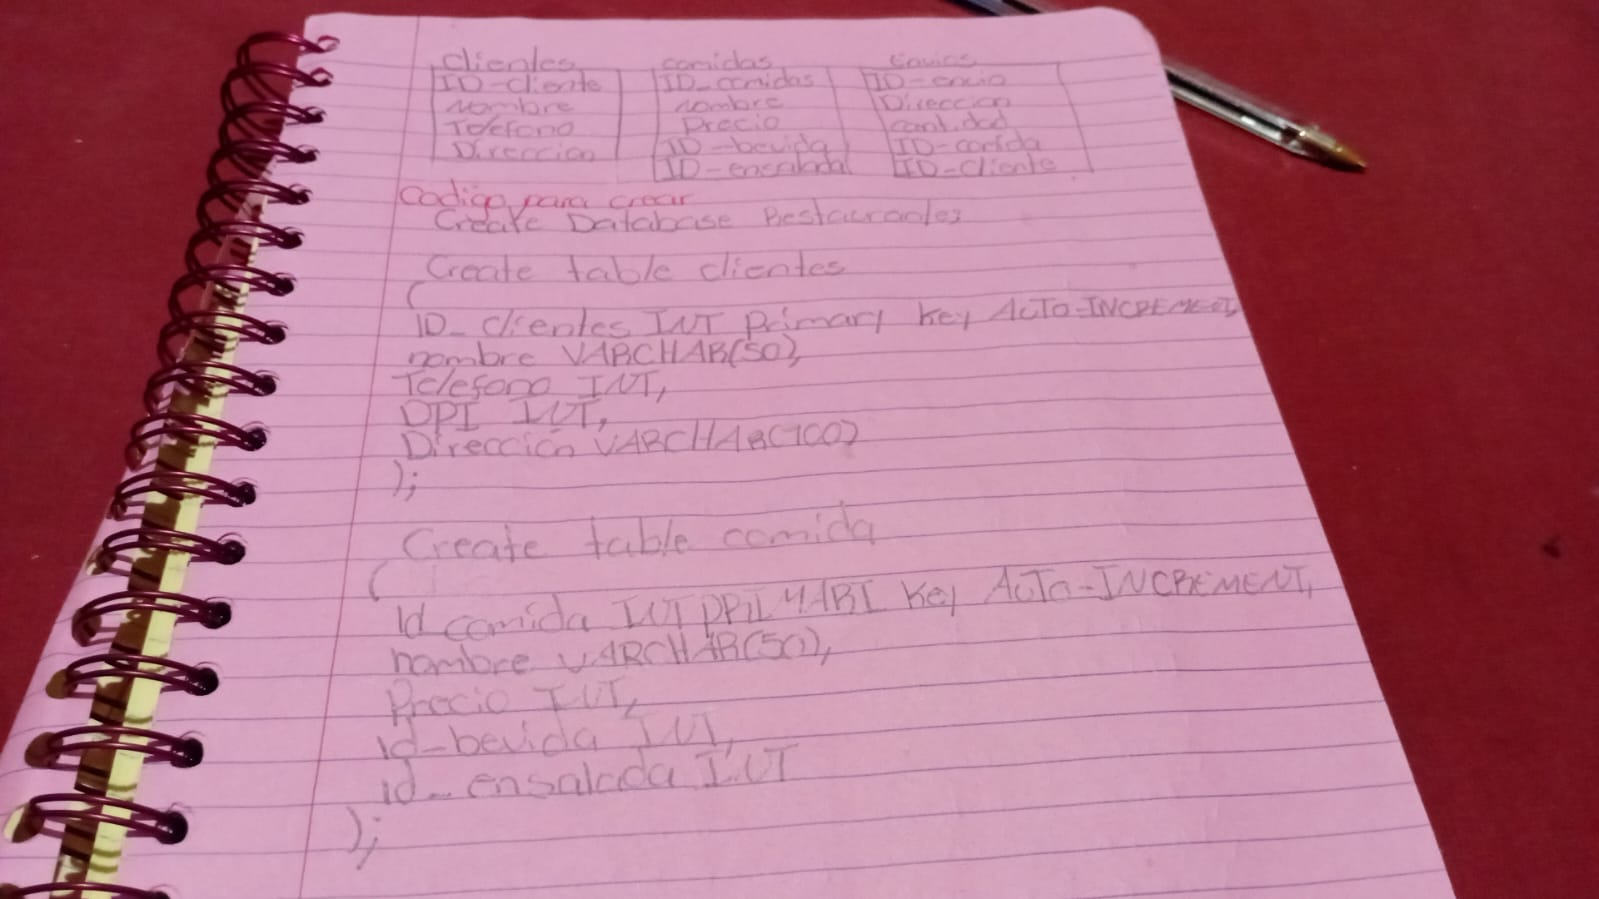 clientes
ID-cliente
Nombre
Telefono
Direccion
comidas
ID_comidas
nombre
Precio
ID-bevida
ID-ensalada
Envios
ID-envio
Direccion
cantidad
ID-comida
ID-Cliente
Codigo para crear
Create Database Restaurantes
Create table clientes
(
ID_clientes INT Primary Key AUTO-INCREMENT,
nombre VARCHAR(50),
Telefono INT,
DPI INT,
Dirección VARCHAR(100)
);
Create table comida
(
Id comida INT PRIMARI Key AUTO-INCREMENT,
nombre VARCHAR(50),
Precio INT,
id-bevida INT,
id_ensalada INT
);